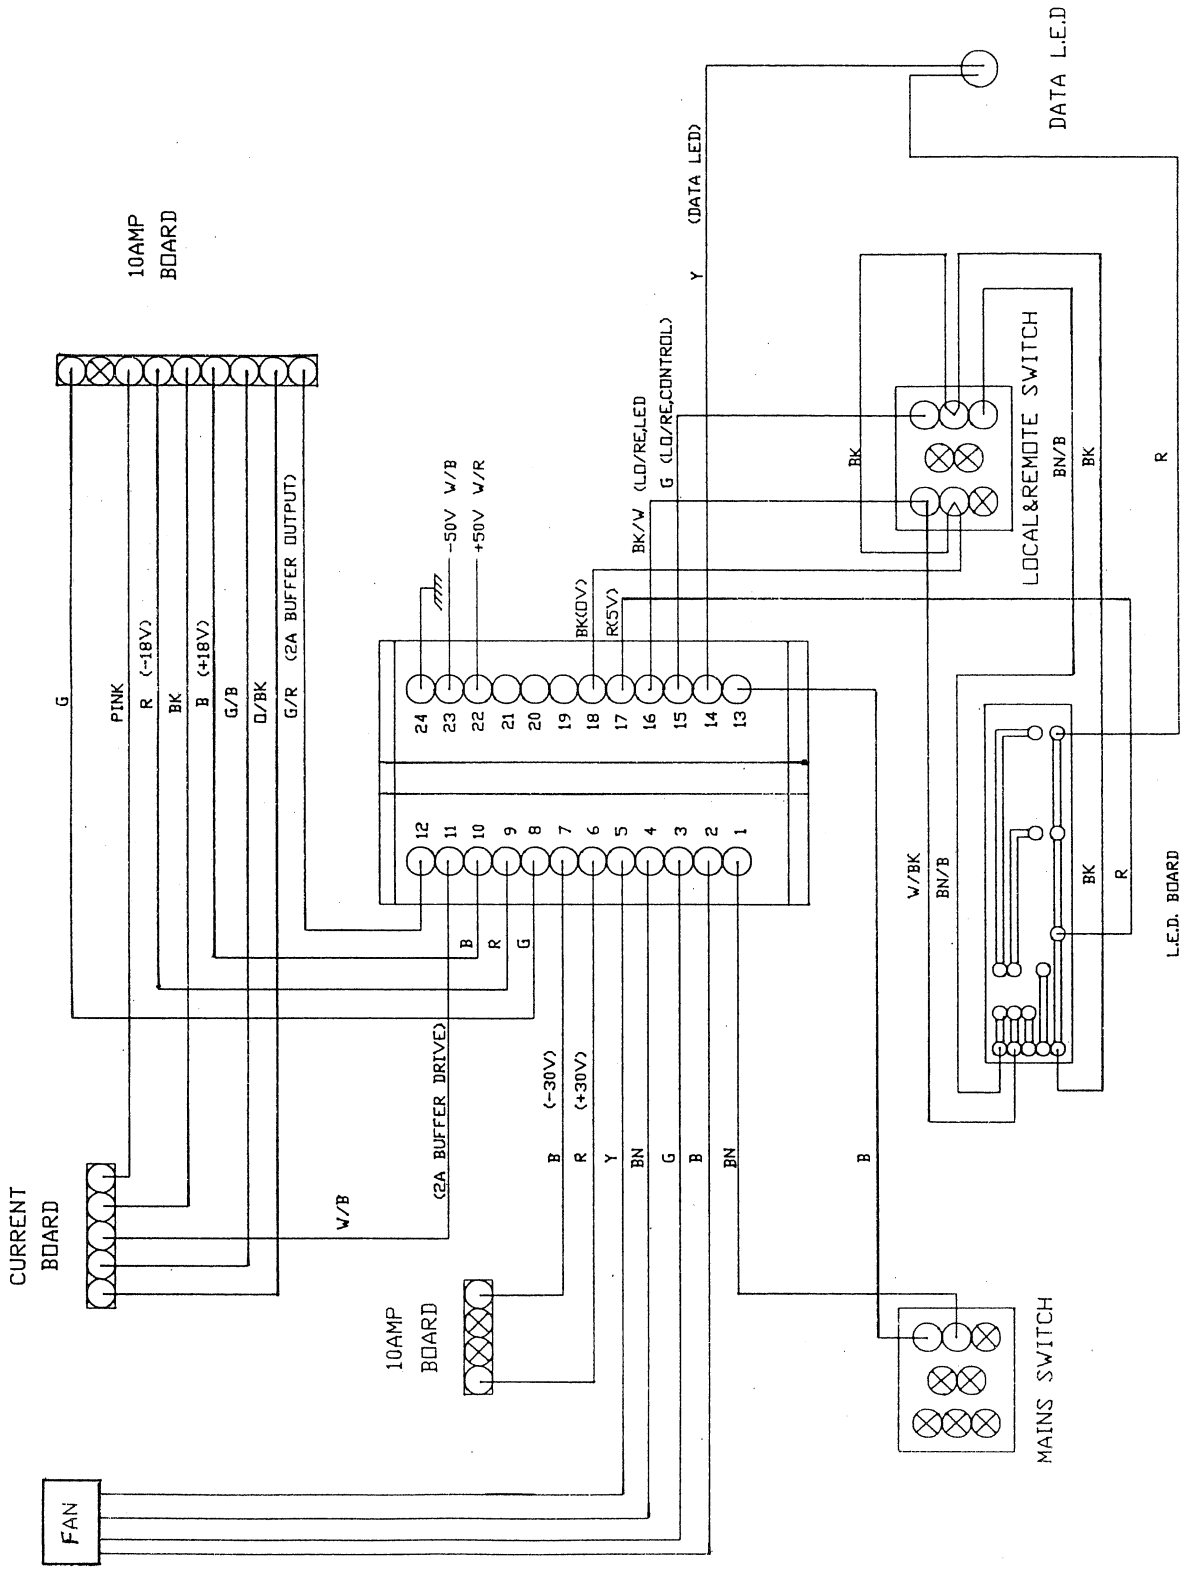 10AMP
BOARD
G
PINK
R (-18V)
BK
B (+18V)
G/B
O/BK
G/R (2A BUFFER OUTPUT)
CURRENT
BOARD
W/B
(2A BUFFER DRIVE)
B
R
G
10AMP
BOARD
FAN
B (-30V)
R (+30V)
Y
BN
G
B
BN
12
11
10
9
8
7
6
5
4
3
2
1
24
23
22
21
20
19
18
17
16
15
14
13
-50V W/B
+50V W/R
BK(0V)
R(5V)
BK/W (LO/RE,LED
G (LO/RE,CONTROL)
Y (DATA LED)
DATA L.E.D
BK
LOCAL&REMOTE SWITCH
BN/B
BK
R
W/BK
BN/B
BK
R
L.E.D. BOARD
B
MAINS SWITCH